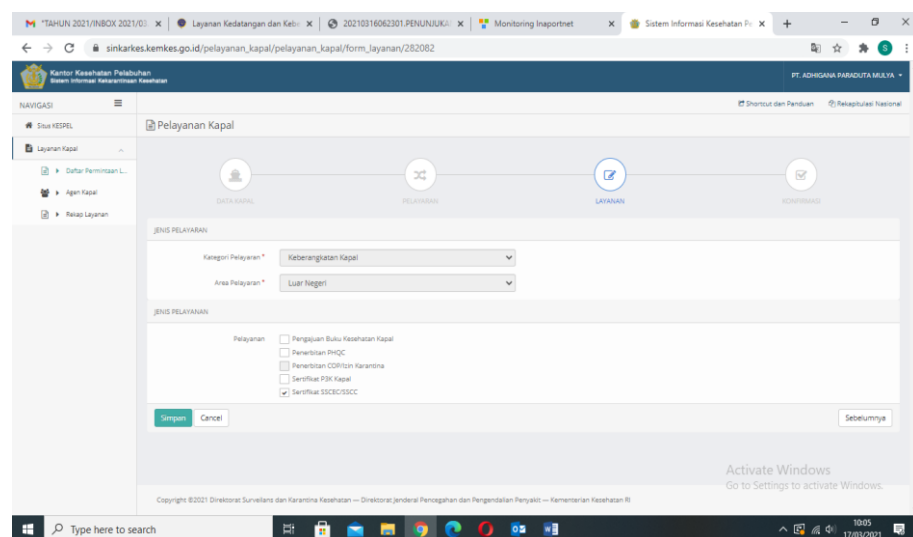 "TAHUN 2021/INBOX 2021/03.
Layanan Kedatangan dan Kebe
20210316062301.PENUNJUKA
Monitoring Inaportnet
Sistem Informasi Kesehatan Pe
sinkarkes.kemkes.go.id/pelayanan_kapal/pelayanan_kapal/form_layanan/282082
S
Kantor Kesehatan Pelabuhan
Sistem Informasi Kekarantinaan Kesehatan
PT. ADHIGANA PARADUTA MULYA
NAVIGASI
Shortcut dan Panduan
Rekapitulasi Nasional
Situs KESPEL
Pelayanan Kapal
Layanan Kapal
Daftar Permintaan L...
Agen Kapal
Rekap Layanan
DATA KAPAL
PELAYANAN
LAYANAN
KONFIRMASI
JENIS PELAYARAN
Kategori Pelayaran *
Keberangkatan Kapal
Area Pelayaran *
Luar Negeri
JENIS PELAYANAN
Pelayanan
Pengajuan Buku Kesehatan Kapal
Penerbitan PHQC
Penerbitan COP/Izin Karantina
Sertifikat P3K Kapal
Sertifikat SSCEC/SSCC
Simpan
Cancel
Sebelumnya
Activate Windows
Go to Settings to activate Windows.
Copyright ©2021 Direktorat Surveilans dan Karantina Kesehatan — Direktorat Jenderal Pencegahan dan Pengendalian Penyakit — Kementerian Kesehatan RI
Type here to search
10:05
17/03/2021